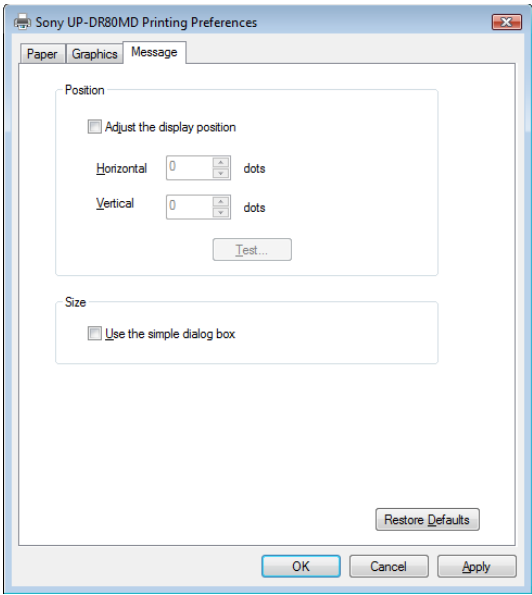 Sony UP-DR80MD Printing Preferences
Paper Graphics Message
Position
Adjust the display position
Horizontal 0 dots
Vertical 0 dots
Test...
Size
Use the simple dialog box
Restore Defaults
OK Cancel Apply